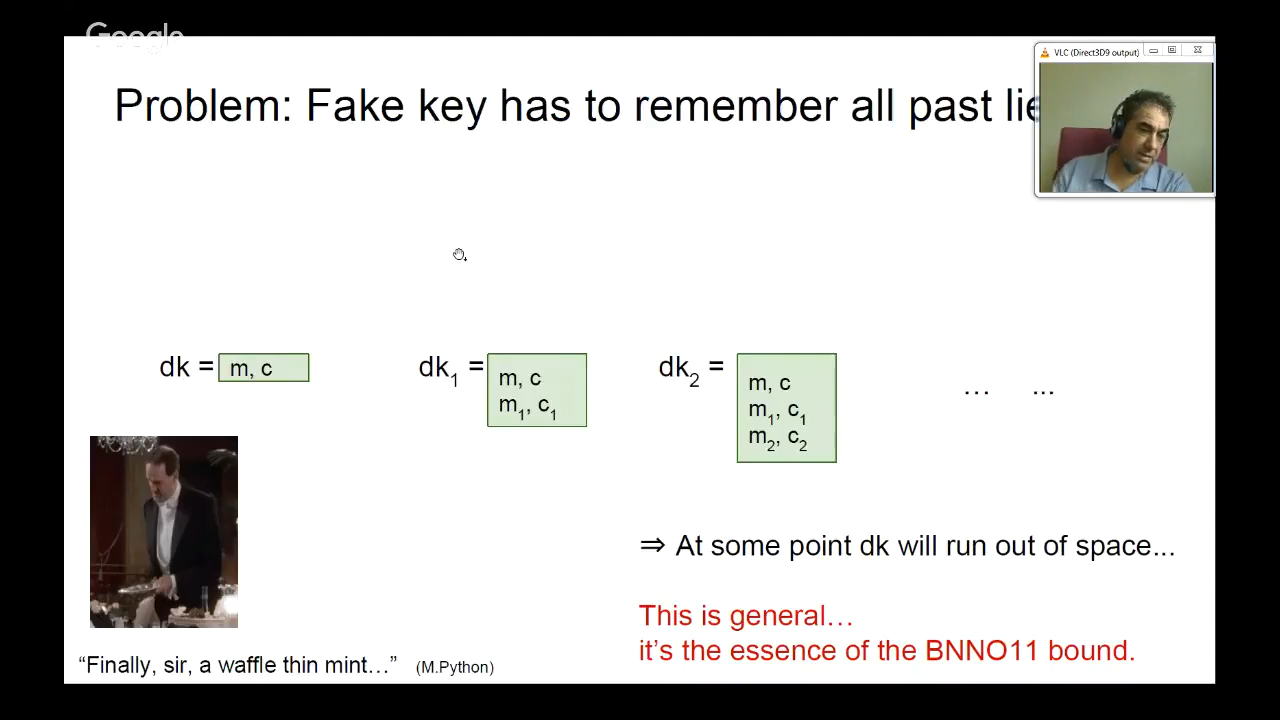 Google
VLC (Direct3D9 output)
Problem: Fake key has to remember all past
dk = m, c
dk₁ = m, c
m₁, c₁
dk₂ = m, c
m₁, c₁
m₂, c₂
… ...
⇒ At some point dk will run out of space...
This is general…
it's the essence of the BNNO11 bound.
“Finally, sir, a waffle thin mint…” (M.Python)